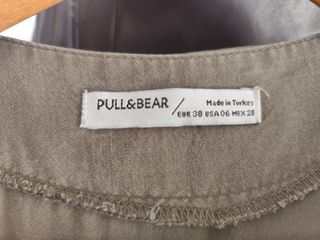 PULL&BEAR
Made in Turkey
EUR 38 USA 06 MEX 28